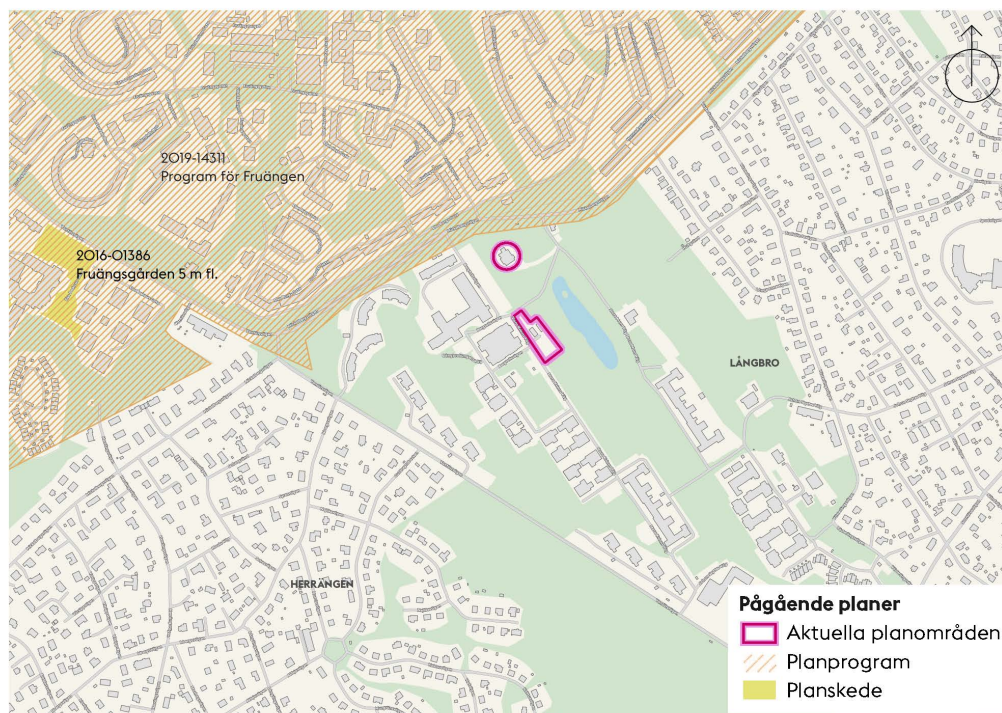 2019-14311
Program för Fruängen
2016-01386
Fruängsgården 5 m fl.
LÅNGBRO
HERRÄNGEN
Pågående planer
Aktuella planområden
Planprogram
Planskede